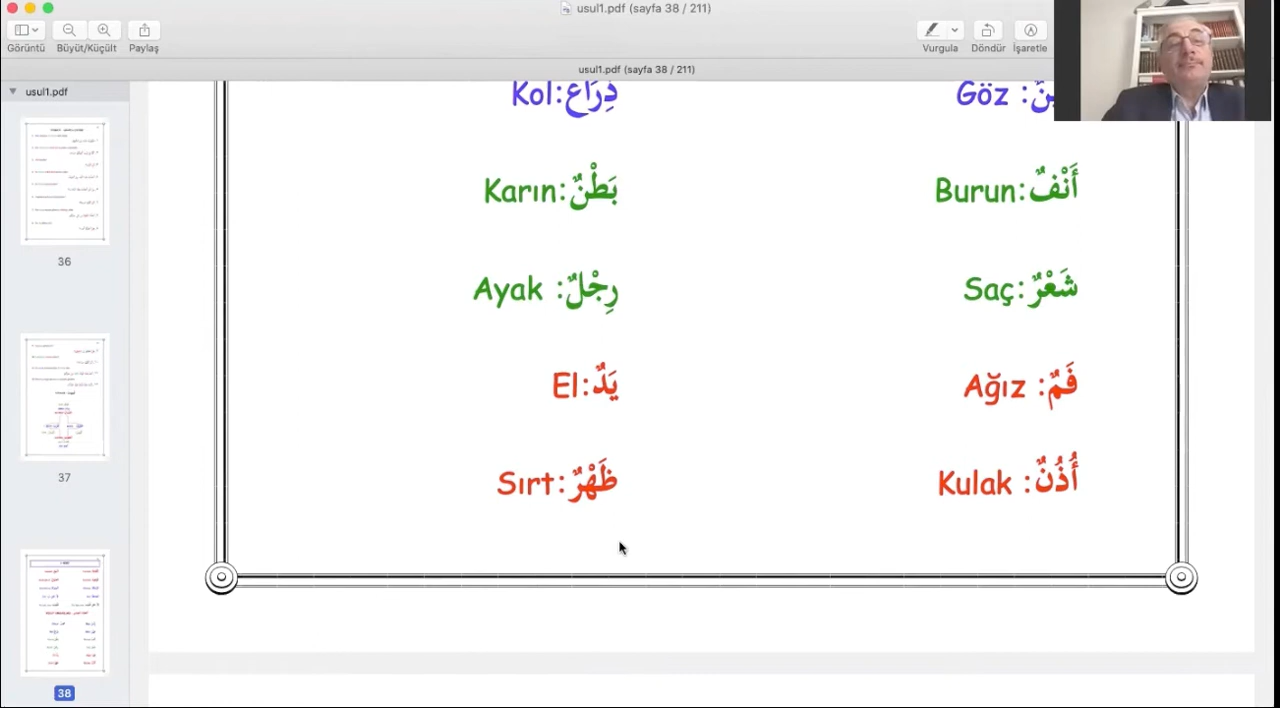 usul1.pdf (sayfa 38 / 211)
Görüntü Büyüt/Küçült Paylaş Vurgula Döndür İşaretle
usul1.pdf (sayfa 38 / 211)
usul1.pdf
36
37
38
Göz : Kol:ذِرَاع
Burun:أَنْفٌ Karın:بَطْنٌ
Saç:شَعْرٌ Ayak :رِجْلٌ
Ağız :فَمٌ El:يَدٌ
Kulak :أُذُنٌ Sırt:ظَهْرٌ